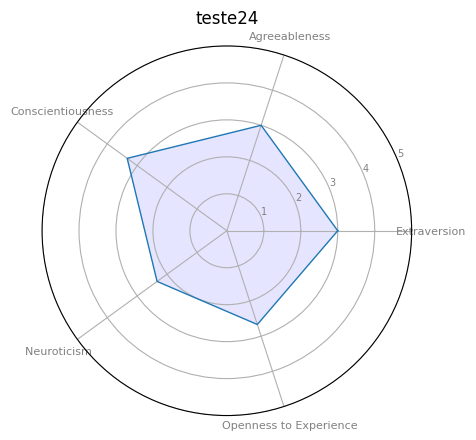 teste24
Agreeableness
Conscientiousness
5
4
3
2
1
Extraversion
Neuroticism
Openness to Experience